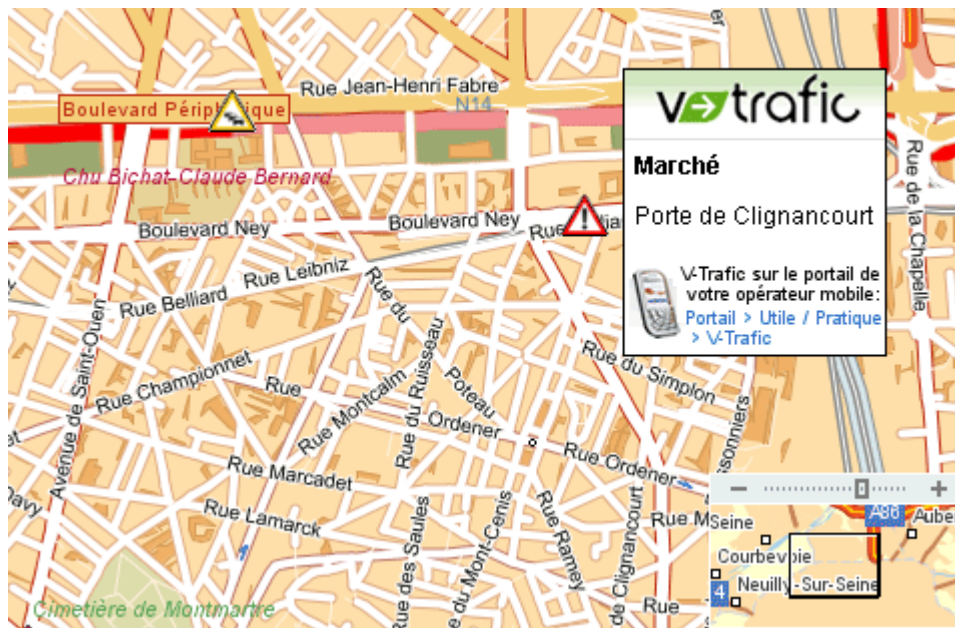 Rue Jean-Henri Fabre
N14
Boulevard Périphérique
Chu Bichat-Claude Bernard
Boulevard Ney
Boulevard Ney
Rue Leibniz
Rue Belliard
Rue du
Poteau
Rue Championnet
Rue Montcalm
Rue du Ruisseau
Rue
Ordener
Rue Ordener
Rue du Simplon
Rue Marcadet
Rue Lamarck
Avenue de Saint-Ouen
Rue des Saules
Rue du Mont-Cenis
Rue Ramey
de Clignancourt
Rue
Cimetière de Montmartre
Rue de la Chapelle
v trafic
Marché
Porte de Clignancourt
V-Trafic sur le portail de
votre opérateur mobile:
Portail > Utile / Pratique
> V-Trafic
A86
Seine
Courbevoie
Neuilly-Sur-Seine
4